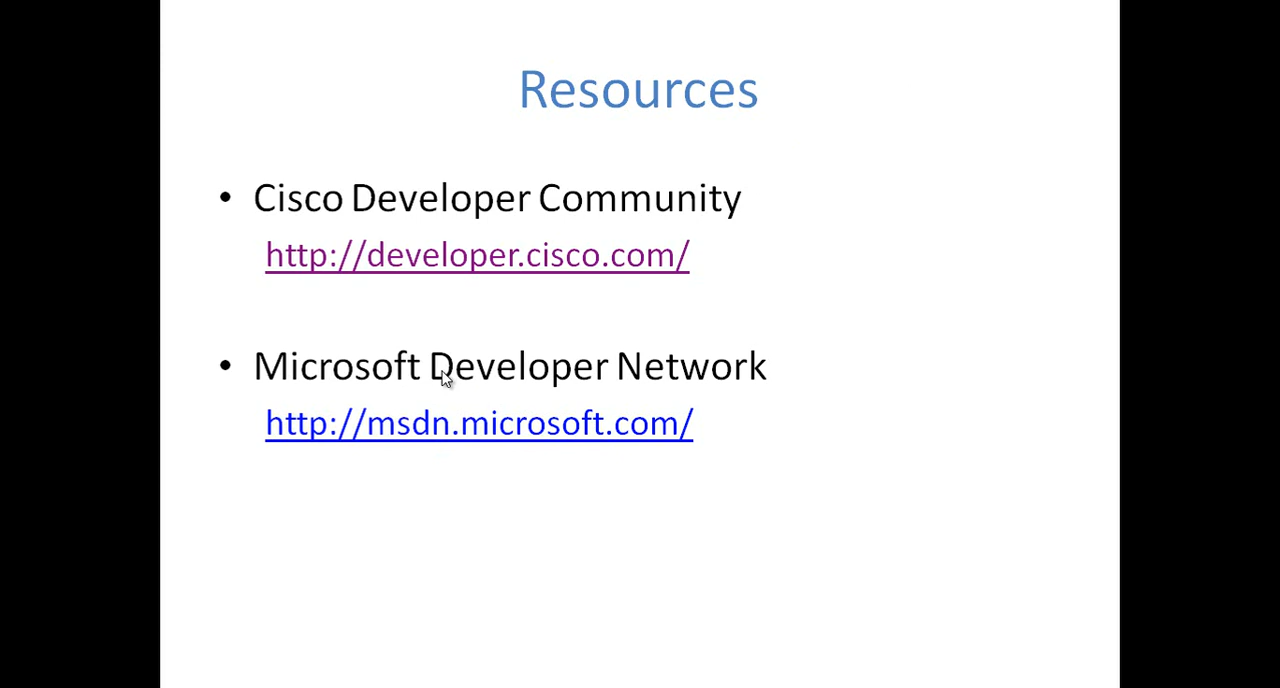 Resources
• Cisco Developer Community
http://developer.cisco.com/
• Microsoft Developer Network
http://msdn.microsoft.com/